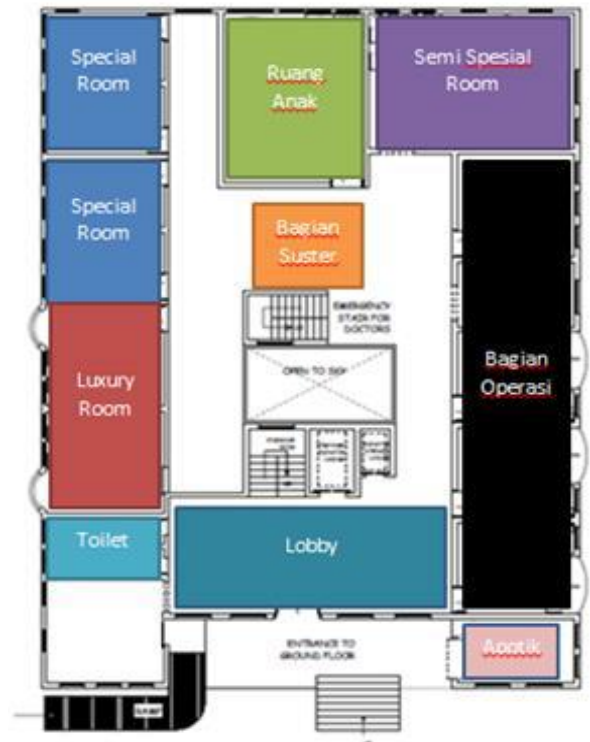 Special
Room
Ruang
Anak
Semi Spesial
Room
Special
Room
Bagian
Suster
EMERGENCY
STAIR FOR
DOCTORS
Luxury
Room
OPEN TO SKY
Bagian
Operasi
Toilet
Lobby
ENTRANCE TO
GROUND FLOOR
Apotik
RAMP